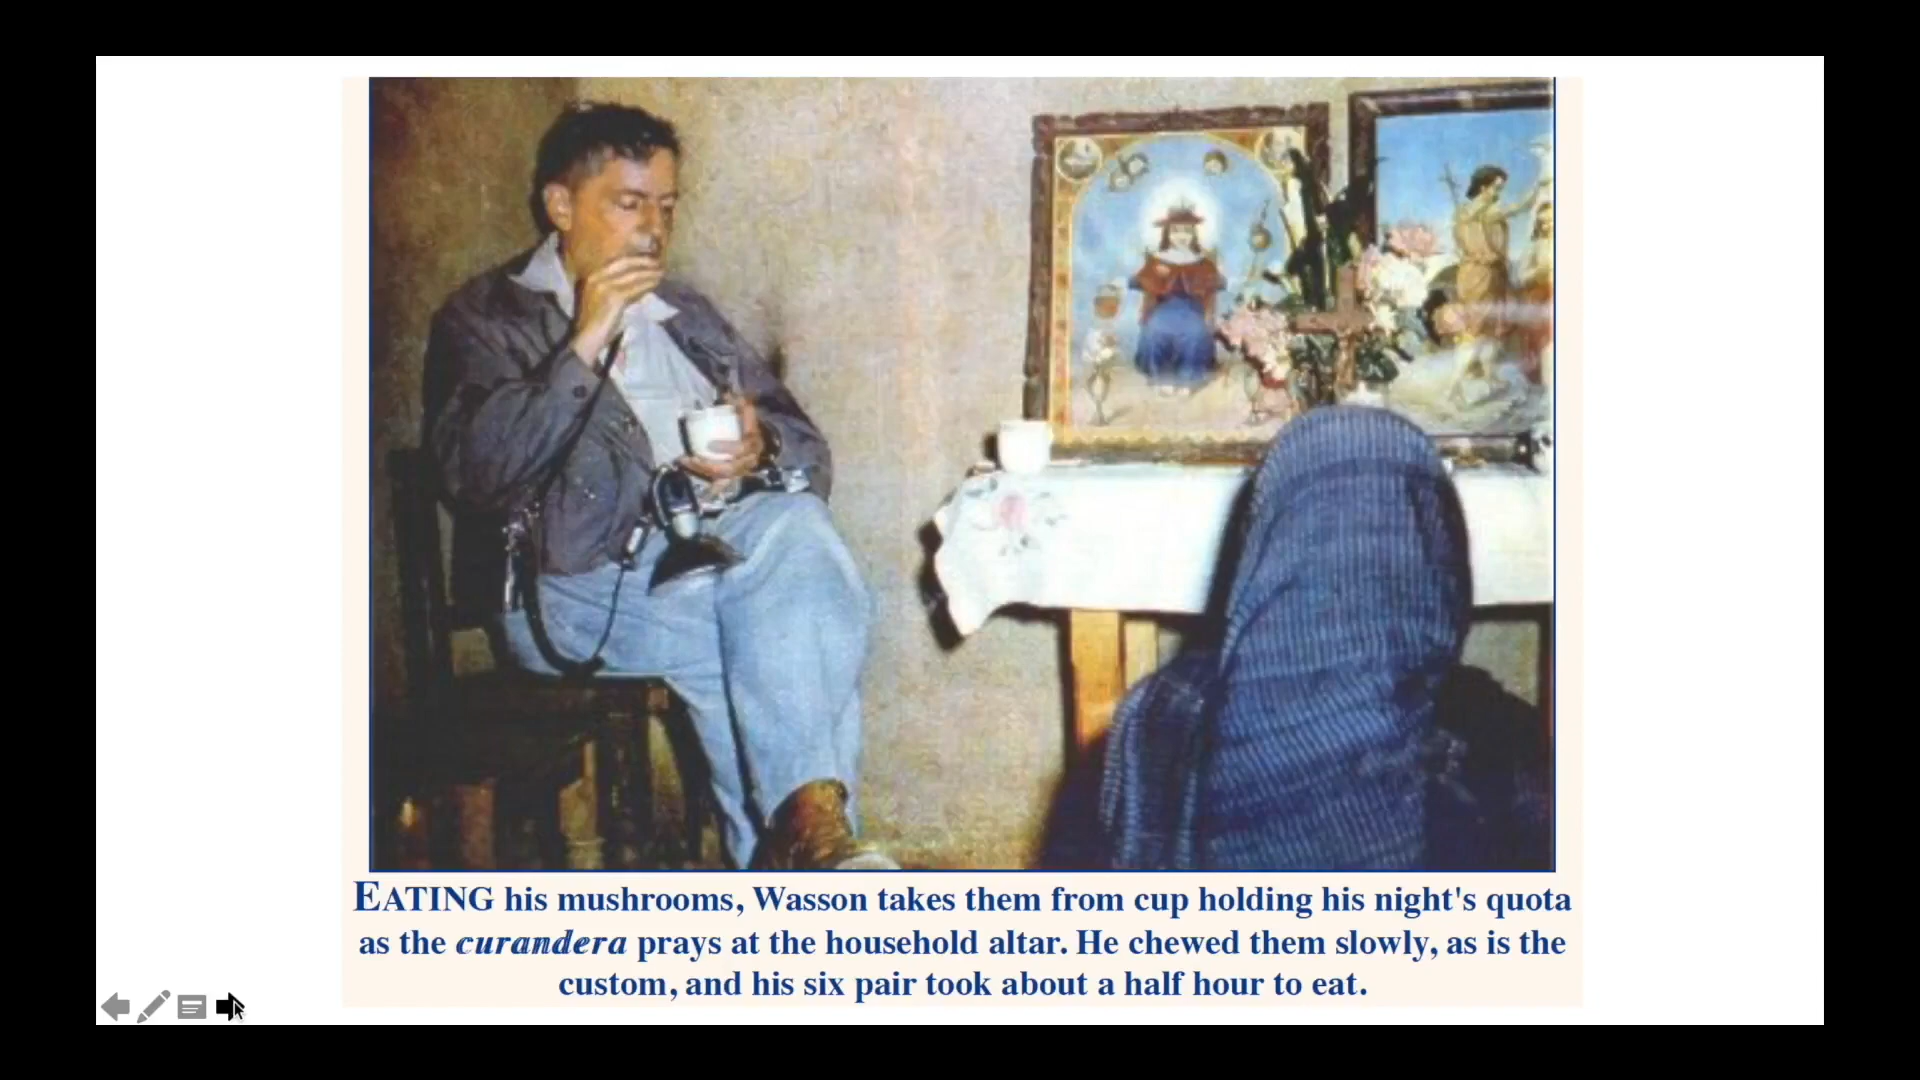 EATING his mushrooms, Wasson takes them from cup holding his night's quota
as the curandera prays at the household altar. He chewed them slowly, as is the
custom, and his six pair took about a half hour to eat.